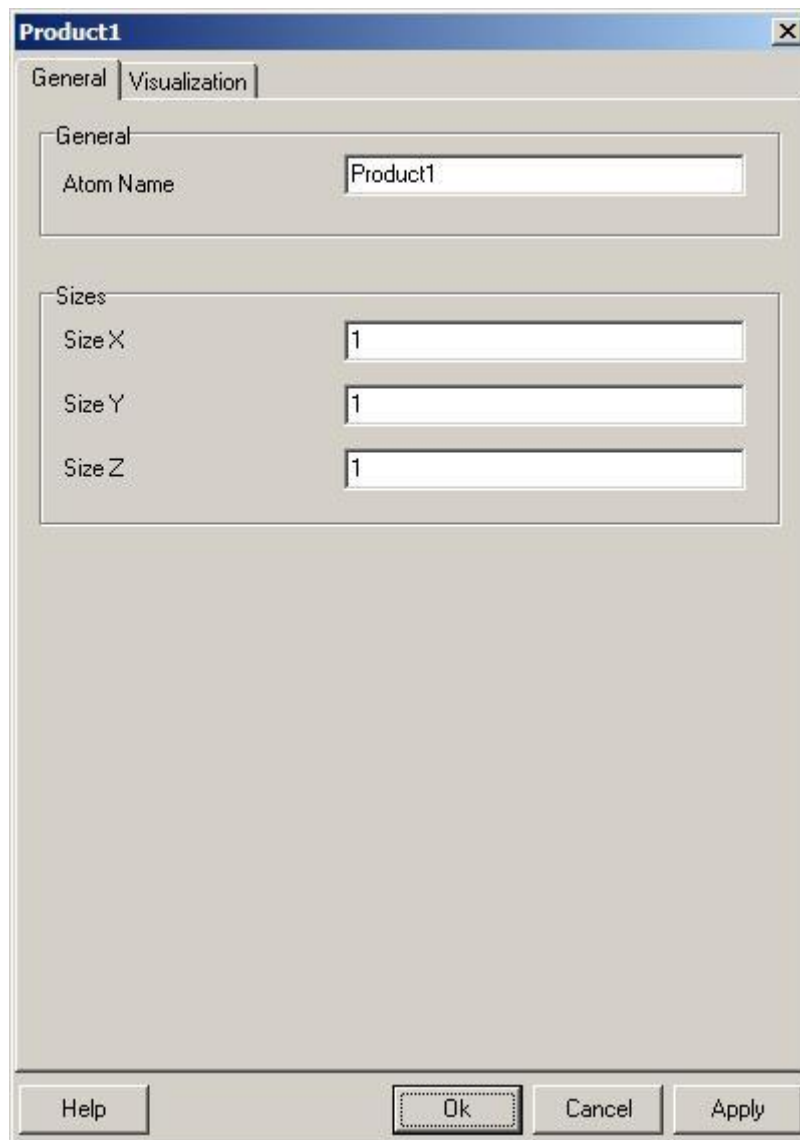 Product1
General Visualization
General
Atom Name Product1
Sizes
Size X 1
Size Y 1
Size Z 1
Help Ok Cancel Apply